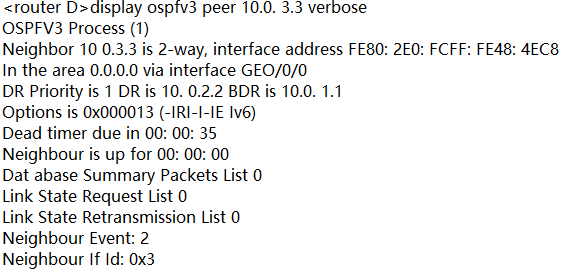 <router D>display ospfv3 peer 10.0. 3.3 verbose
OSPFV3 Process (1)
Neighbor 10 0.3.3 is 2-way, interface address FE80: 2E0: FCFF: FE48: 4EC8
In the area 0.0.0.0 via interface GEO/0/0
DR Priority is 1 DR is 10. 0.2.2 BDR is 10.0. 1.1
Options is 0x000013 (-IRI-I-IE Iv6)
Dead timer due in 00: 00: 35
Neighbour is up for 00: 00: 00
Dat abase Summary Packets List 0
Link State Request List 0
Link State Retransmission List 0
Neighbour Event: 2
Neighbour If Id: 0x3